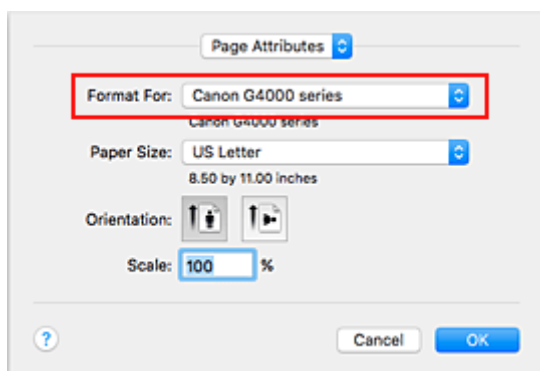 Page Attributes
Format For: Canon G4000 series
Canon G4000 series
Paper Size: US Letter
8.50 by 11.00 inches
Orientation:
Scale: 100 %
? Cancel OK